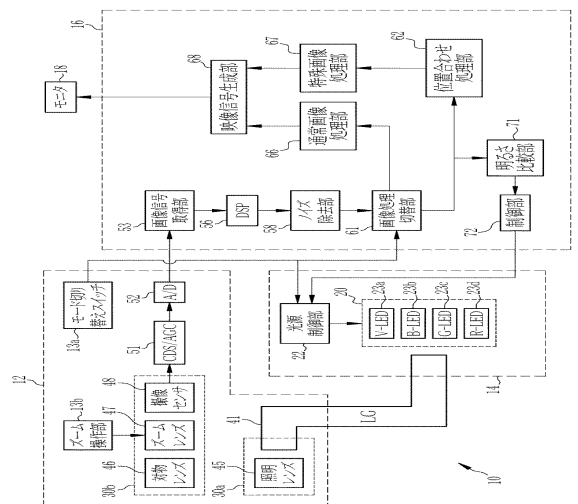 16
モニタ
18
映像信号生成部
68
特殊画像
処理部
67
通常画像
処理部
66
位置合わせ
処理部
62
画像信号
取得部
53
DSP
56
ノイズ
除去部
58
画像処理
切替部
61
明るさ
比較部
71
制御部
72
12
モード切り
替えスイッチ
13a
A/D
52
CDS/AGC
51
ズーム
操作部
13b
対物
レンズ
46
ズーム
レンズ
47
撮像
センサ
48
30b
照明
レンズ
45
30a
41
LG
光源
制御部
22
20
V-LED
23a
B-LED
23b
G-LED
23c
R-LED
23d
14
10